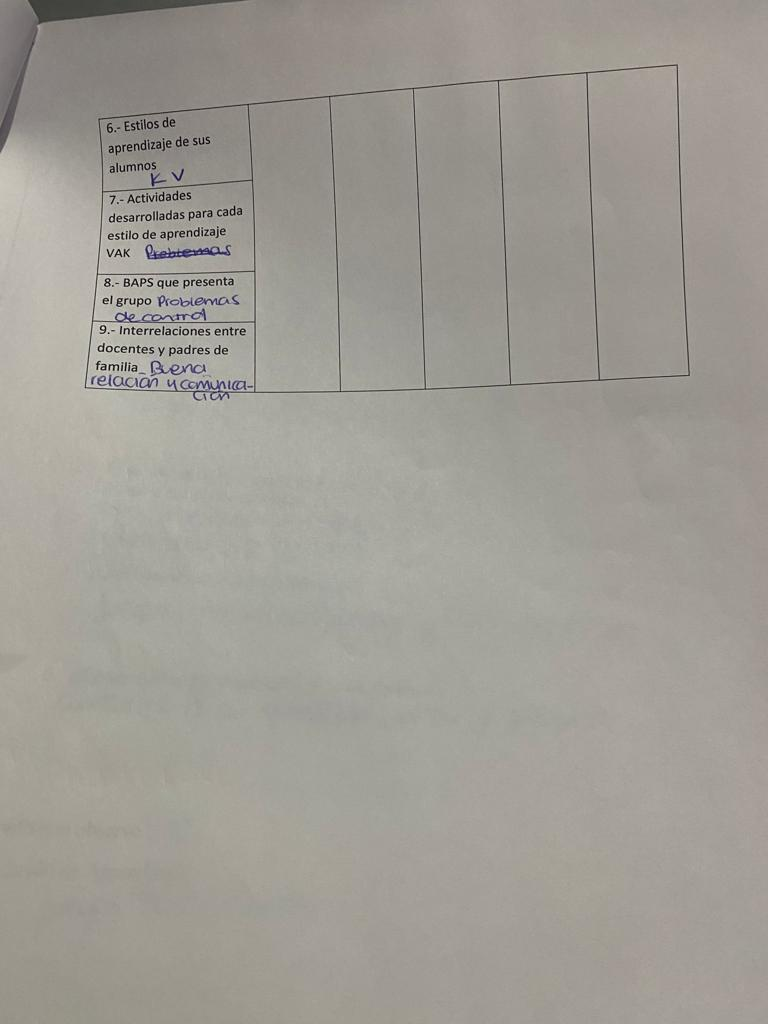 6.- Estilos de
aprendizaje de sus
alumnos
K V
7.- Actividades
desarrolladas para cada
estilo de aprendizaje
VAK Problemas
8.- BAPS que presenta
el grupo Problemas
de control
9.- Interrelaciones entre
docentes y padres de
familia_ Buena
relación y comunica-
ción